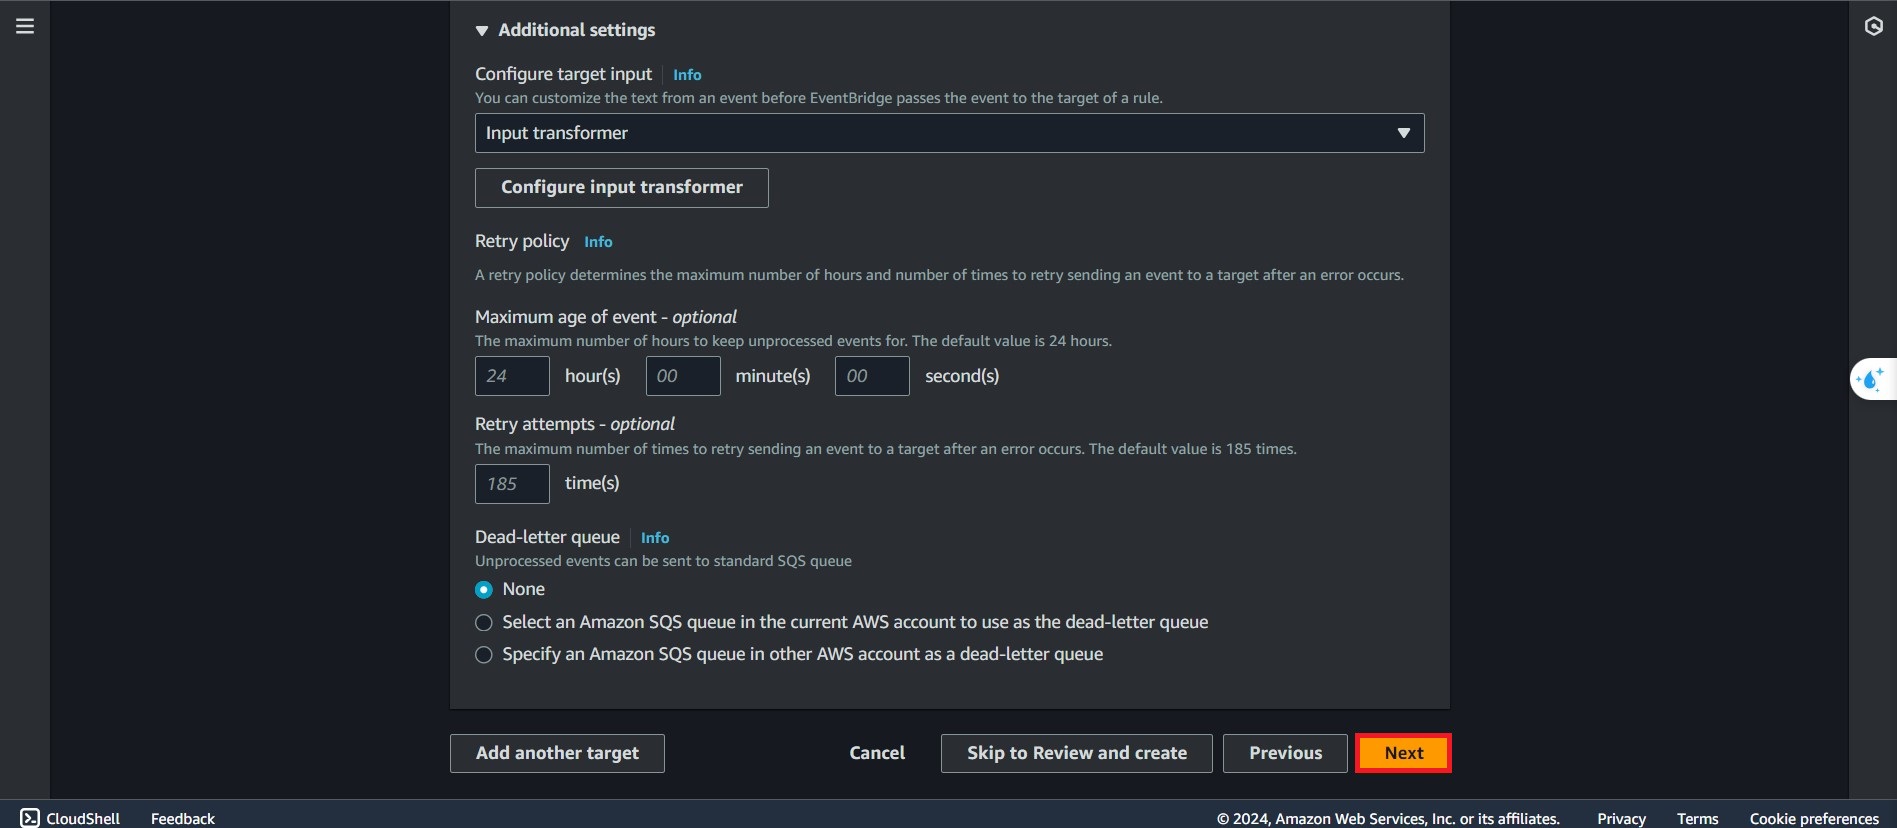 Additional settings
Configure target input Info
You can customize the text from an event before EventBridge passes the event to the target of a rule.
Input transformer
Configure input transformer
Retry policy Info
A retry policy determines the maximum number of hours and number of times to retry sending an event to a target after an error occurs.
Maximum age of event - optional
The maximum number of hours to keep unprocessed events for. The default value is 24 hours.
24 hour(s) 00 minute(s) 00 second(s)
Retry attempts - optional
The maximum number of times to retry sending an event to a target after an error occurs. The default value is 185 times.
185 time(s)
Dead-letter queue Info
Unprocessed events can be sent to standard SQS queue
None
Select an Amazon SQS queue in the current AWS account to use as the dead-letter queue
Specify an Amazon SQS queue in other AWS account as a dead-letter queue
Add another target Cancel Skip to Review and create Previous Next
CloudShell Feedback © 2024, Amazon Web Services, Inc. or its affiliates. Privacy Terms Cookie preferences